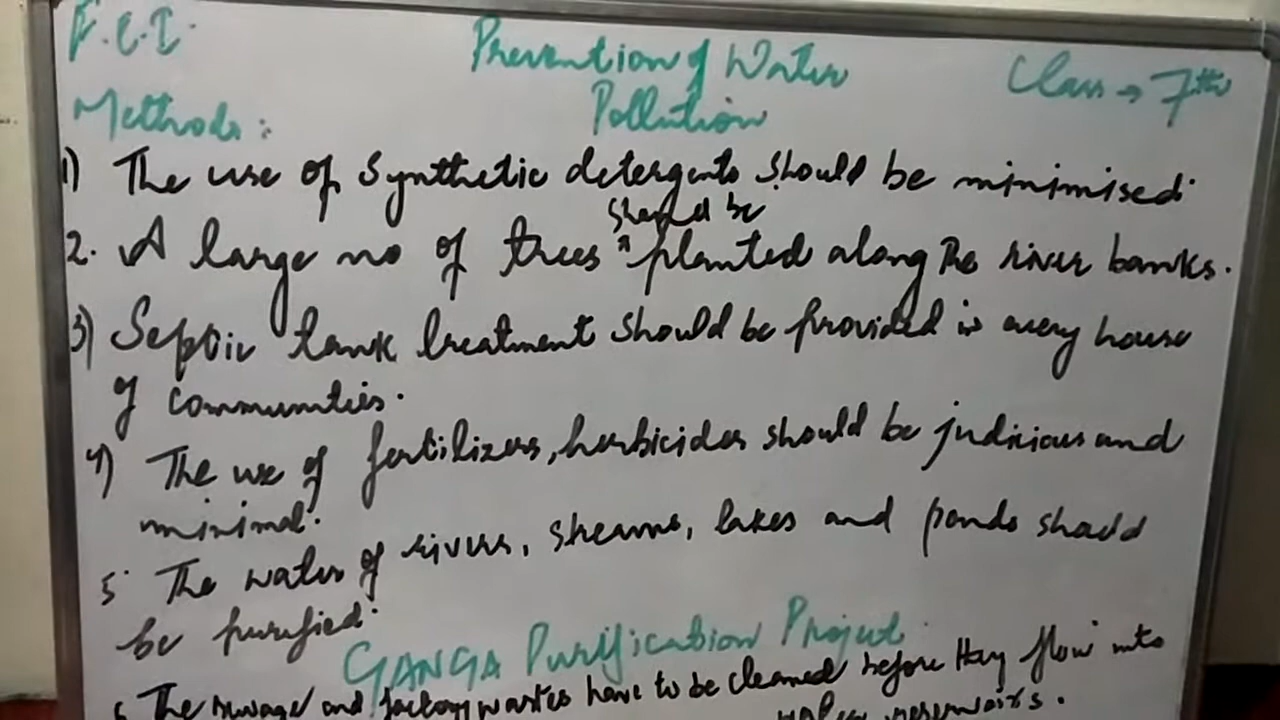 F.C.I. Prevention of Water Class → 7th
Methods: Pollution
1) The use of Synthetic detergents should be minimised.
should be
2. A large no of trees ^ planted along the river banks.
3) Septic tank treatment should be provided in every house
of communities.
4) The use of fertilizers, herbicides should be judicious and
minimal.
5. The water of rivers, streams, lakes and ponds should
be purified.
GANGA Purification Project.
6 The sewage and factory wastes have to be cleaned before they flow into
water reservoirs.